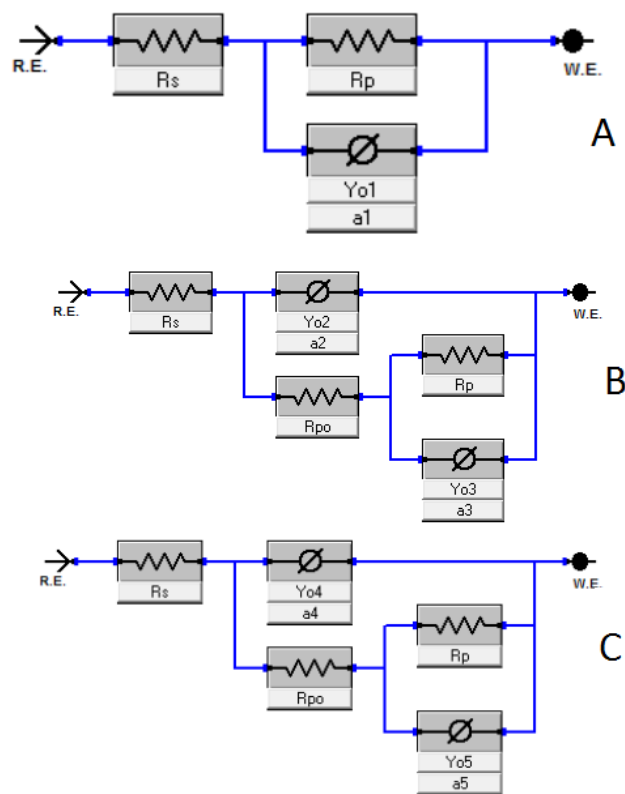 R.E.
Rs
Rp
W.E.
A
Yo1
a1
R.E.
Rs
Yo2
a2
W.E.
Rp
B
Rpo
Yo3
a3
R.E.
Rs
Yo4
a4
W.E.
Rp
C
Rpo
Yo5
a5